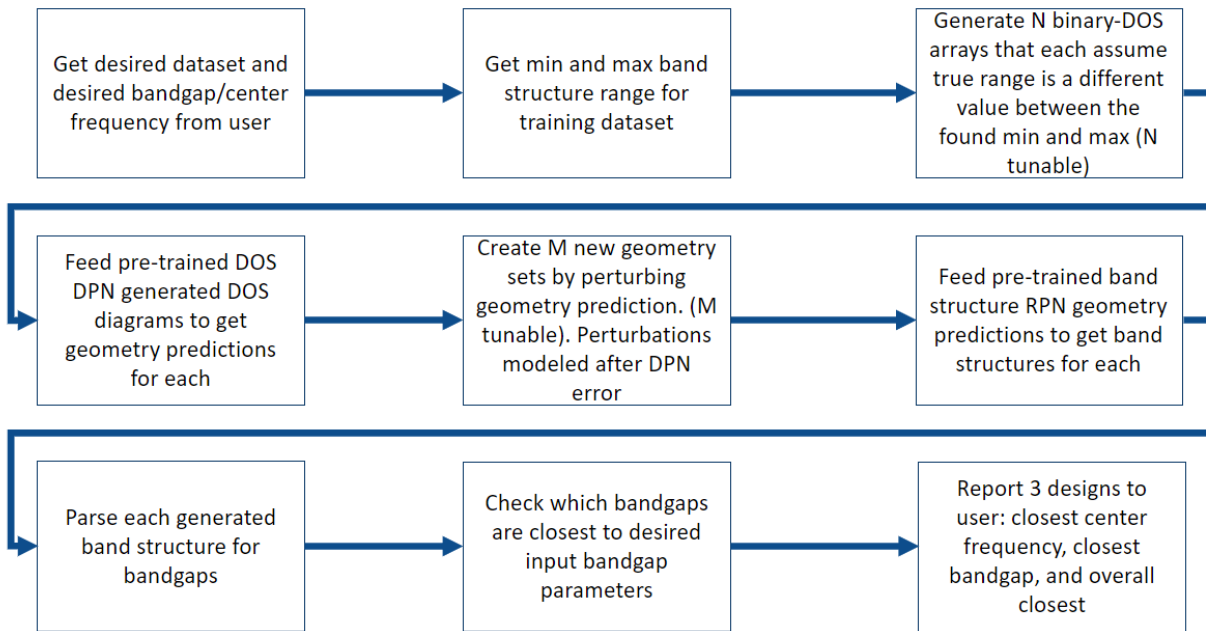 Get desired dataset and
desired bandgap/center
frequency from user
Get min and max band
structure range for
training dataset
Generate N binary-DOS
arrays that each assume
true range is a different
value between the
found min and max (N
tunable)
Feed pre-trained DOS
DPN generated DOS
diagrams to get
geometry predictions
for each
Create M new geometry
sets by perturbing
geometry prediction. (M
tunable). Perturbations
modeled after DPN
error
Feed pre-trained band
structure RPN geometry
predictions to get band
structures for each
Parse each generated
band structure for
bandgaps
Check which bandgaps
are closest to desired
input bandgap
parameters
Report 3 designs to
user: closest center
frequency, closest
bandgap, and overall
closest